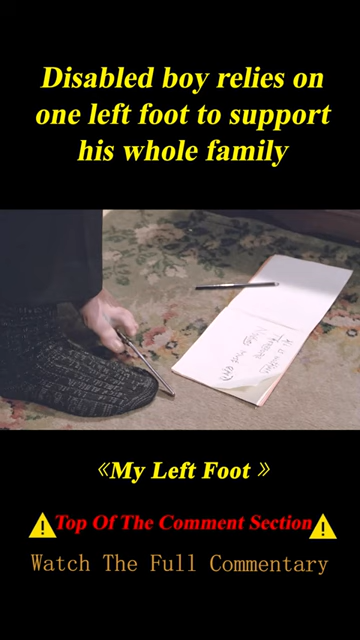 Disabled boy relies on
one left foot to support
his whole family
《My Left Foot 》
Top Of The Comment Section
Watch The Full Commentary